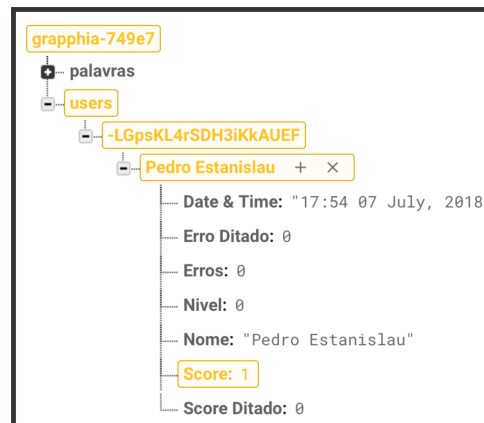 grapphia-749e7
palavras
users
-LGpsKL4rSDH3iKkAUEF
Pedro Estanislau + ×
Date & Time: "17:54 07 July, 2018
Erro Ditado: 0
Erros: 0
Nivel: 0
Nome: "Pedro Estanislau"
Score: 1
Score Ditado: 0